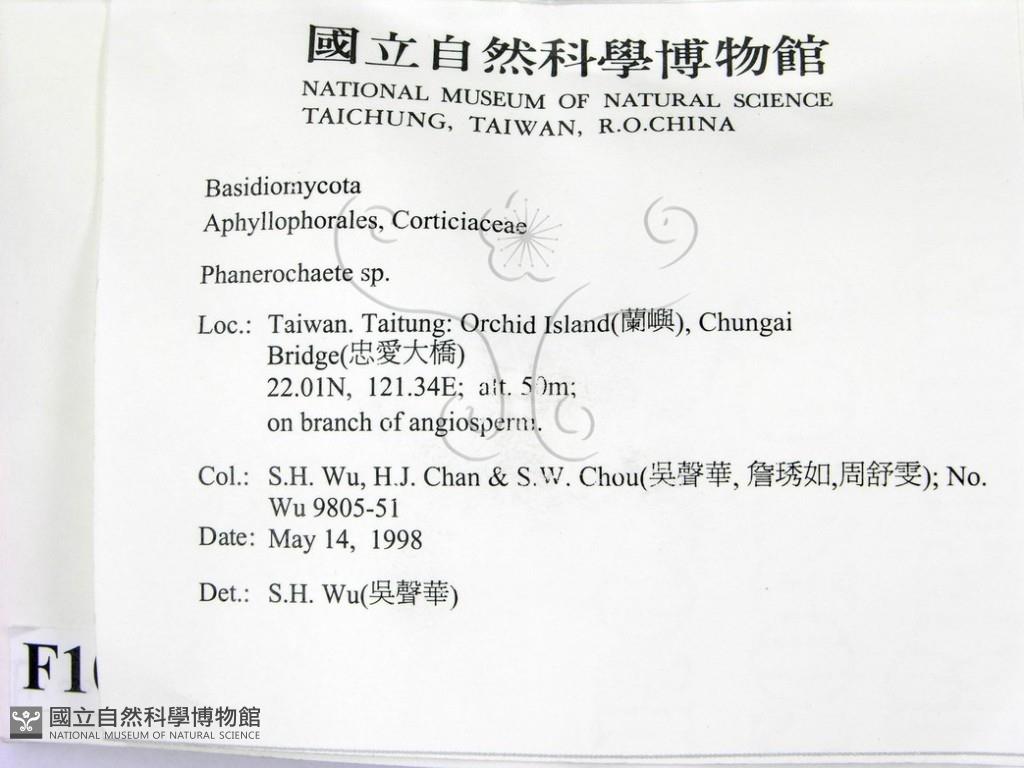 國立自然科學博物館
NATIONAL MUSEUM OF NATURAL SCIENCE
TAICHUNG, TAIWAN, R.O.CHINA
Basidiomycota
Aphyllophorales, Corticiaceae
Phanerochaete sp.
Loc.: Taiwan. Taitung: Orchid Island(蘭嶼), Chungai
Bridge(忠愛大橋)
22.01N, 121.34E; alt. 50m;
on branch of angiosperm.
Col.: S.H. Wu, H.J. Chan & S.W. Chou(吳聲華, 詹琇如,周舒雯); No.
Wu 9805-51
Date: May 14, 1998
Det.: S.H. Wu(吳聲華)
國立自然科學博物館
NATIONAL MUSEUM OF NATURAL SCIENCE